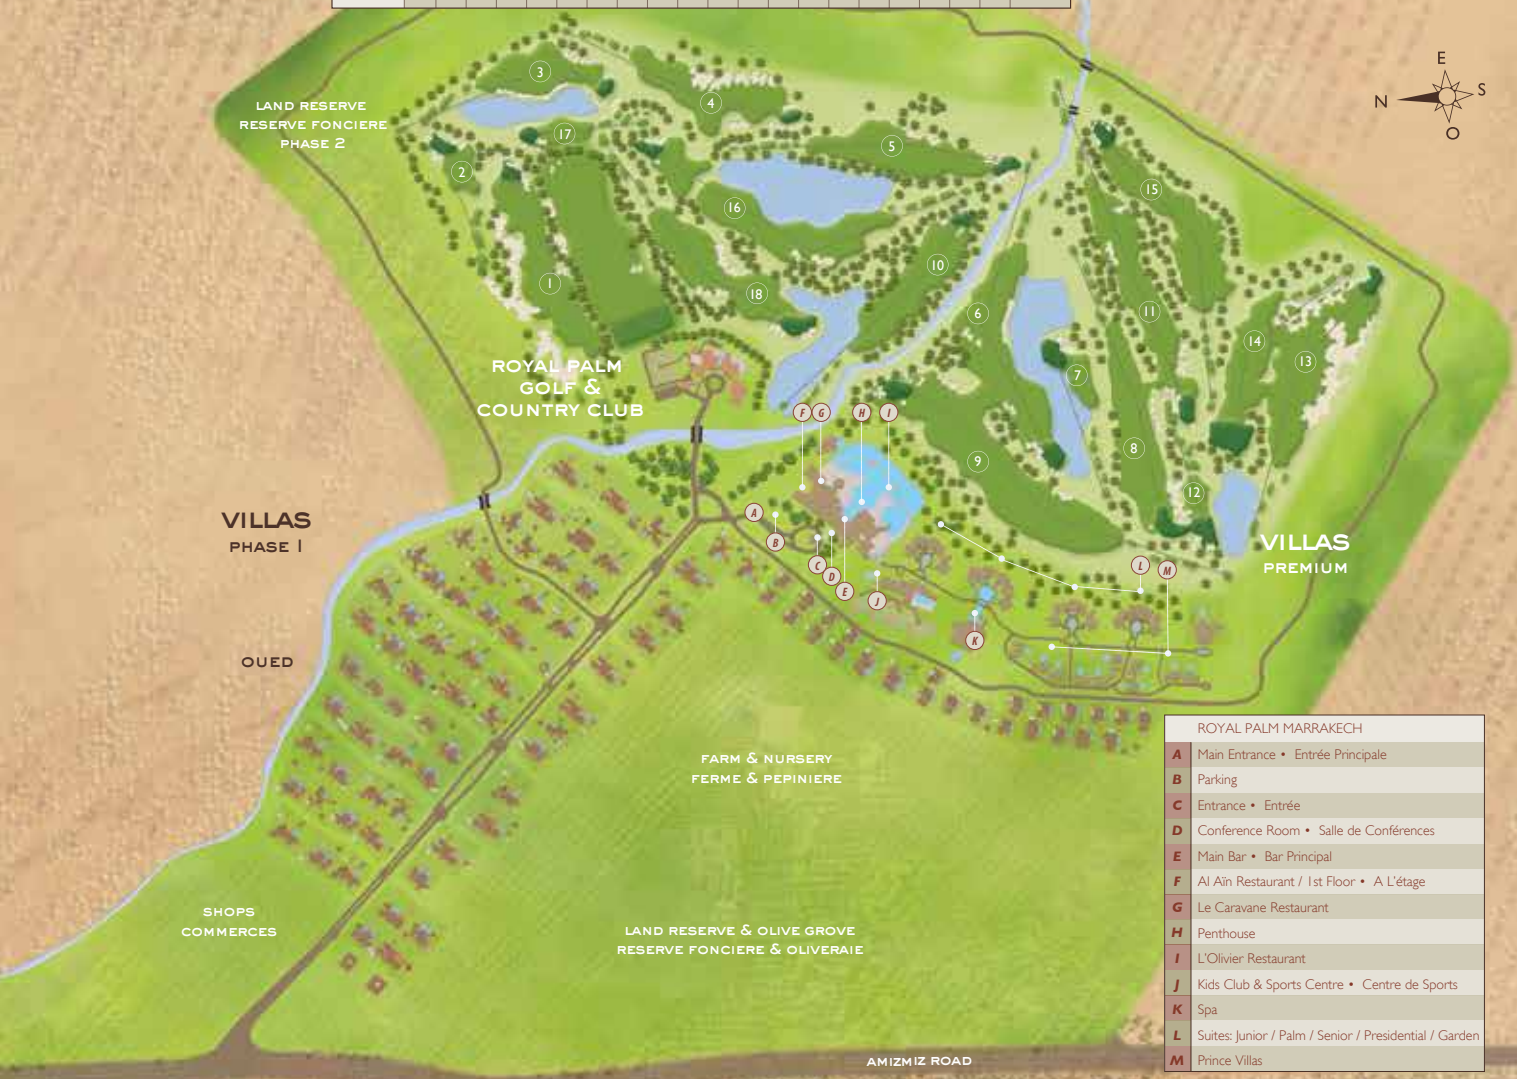 E
N
S
O
LAND RESERVE
RESERVE FONCIERE
PHASE 2
3
4
17
5
2
15
16
10
1
18
6
11
14
13
7
ROYAL PALM
GOLF &
COUNTRY CLUB
F
G
H
I
8
9
12
VILLAS
PHASE 1
A
B
C
D
E
J
K
L
M
VILLAS
PREMIUM
OUED
FARM & NURSERY
FERME & PEPINIERE
SHOPS
COMMERCES
LAND RESERVE & OLIVE GROVE
RESERVE FONCIERE & OLIVERAIE
AMIZMIZ ROAD
ROYAL PALM MARRAKECH
A Main Entrance • Entrée Principale
B Parking
C Entrance • Entrée
D Conference Room • Salle de Conférences
E Main Bar • Bar Principal
F Al Aïn Restaurant / 1st Floor • A L'étage
G Le Caravane Restaurant
H Penthouse
I L'Olivier Restaurant
J Kids Club & Sports Centre • Centre de Sports
K Spa
L Suites: Junior / Palm / Senior / Presidential / Garden
M Prince Villas